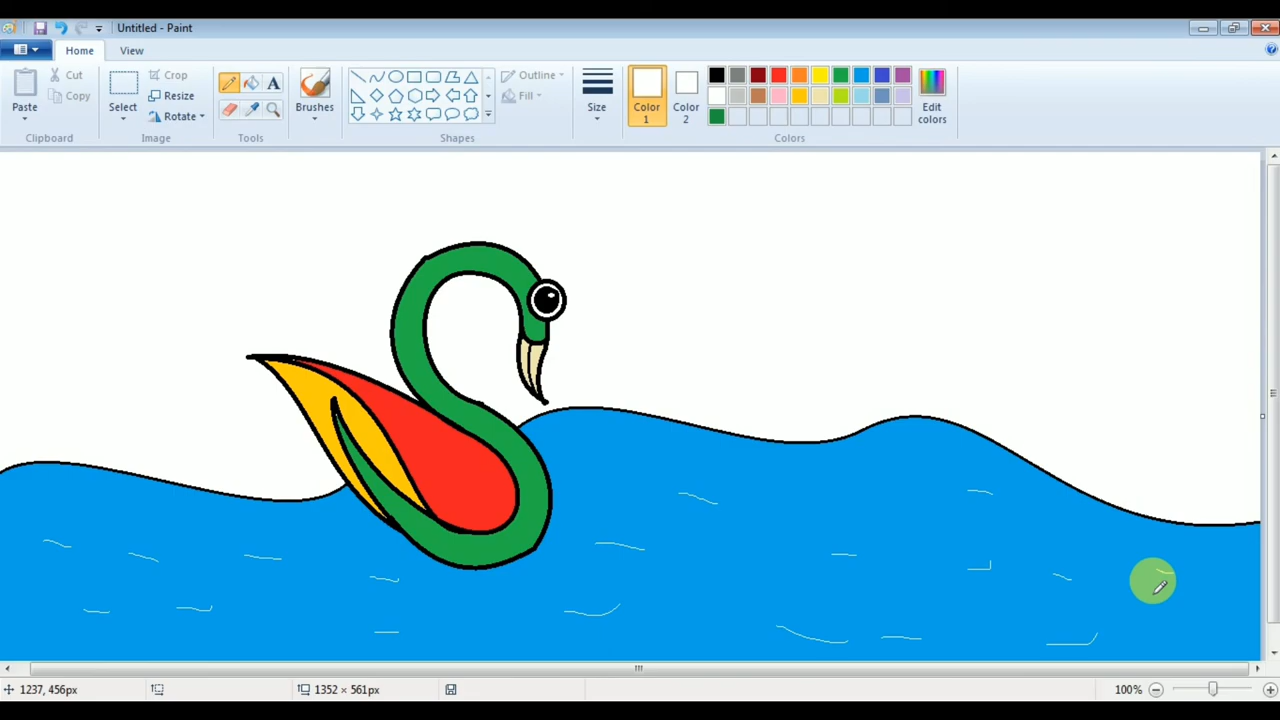 Untitled - Paint
Home View
Paste
Cut
Copy
Clipboard
Select
Crop
Resize
Rotate
Image
A
Tools
Brushes
Outline
Fill
Shapes
Size
Color 1
Color 2
Edit colors
Colors
1237, 456px
1352 × 561px
100%